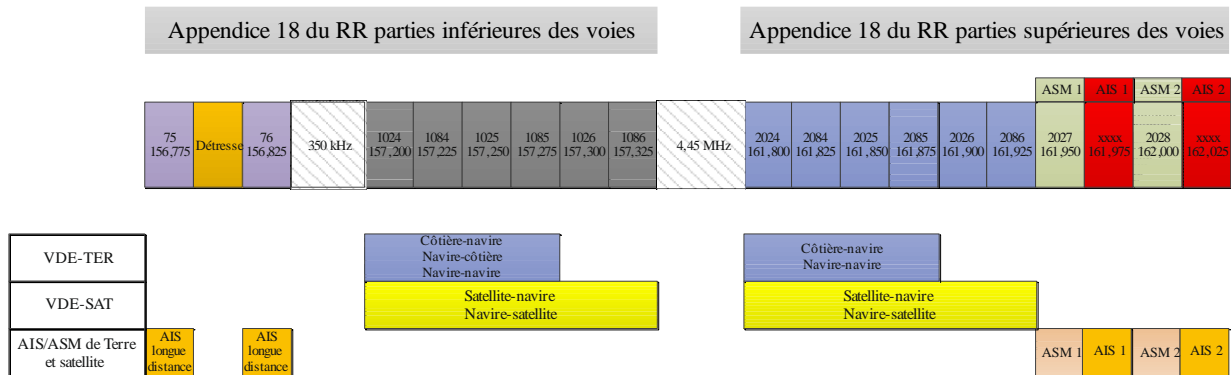 Appendice 18 du RR parties inférieures des voies
Appendice 18 du RR parties supérieures des voies
ASM 1
AIS 1
ASM 2
AIS 2
75
156,775
Détresse
76
156,825
350 kHz
1024
157,200
1084
157,225
1025
157,250
1085
157,275
1026
157,300
1086
157,325
4,45 MHz
2024
161,800
2084
161,825
2025
161,850
2085
161,875
2026
161,900
2086
161,925
2027
161,950
xxxx
161,975
2028
162,000
xxxx
162,025
VDE-TER
Côtière-navire
Navire-côtière
Navire-navire
Côtière-navire
Navire-navire
VDE-SAT
Satellite-navire
Navire-satellite
Satellite-navire
Navire-satellite
AIS/ASM de Terre
et satellite
AIS
longue
distance
AIS
longue
distance
ASM 1
AIS 1
ASM 2
AIS 2